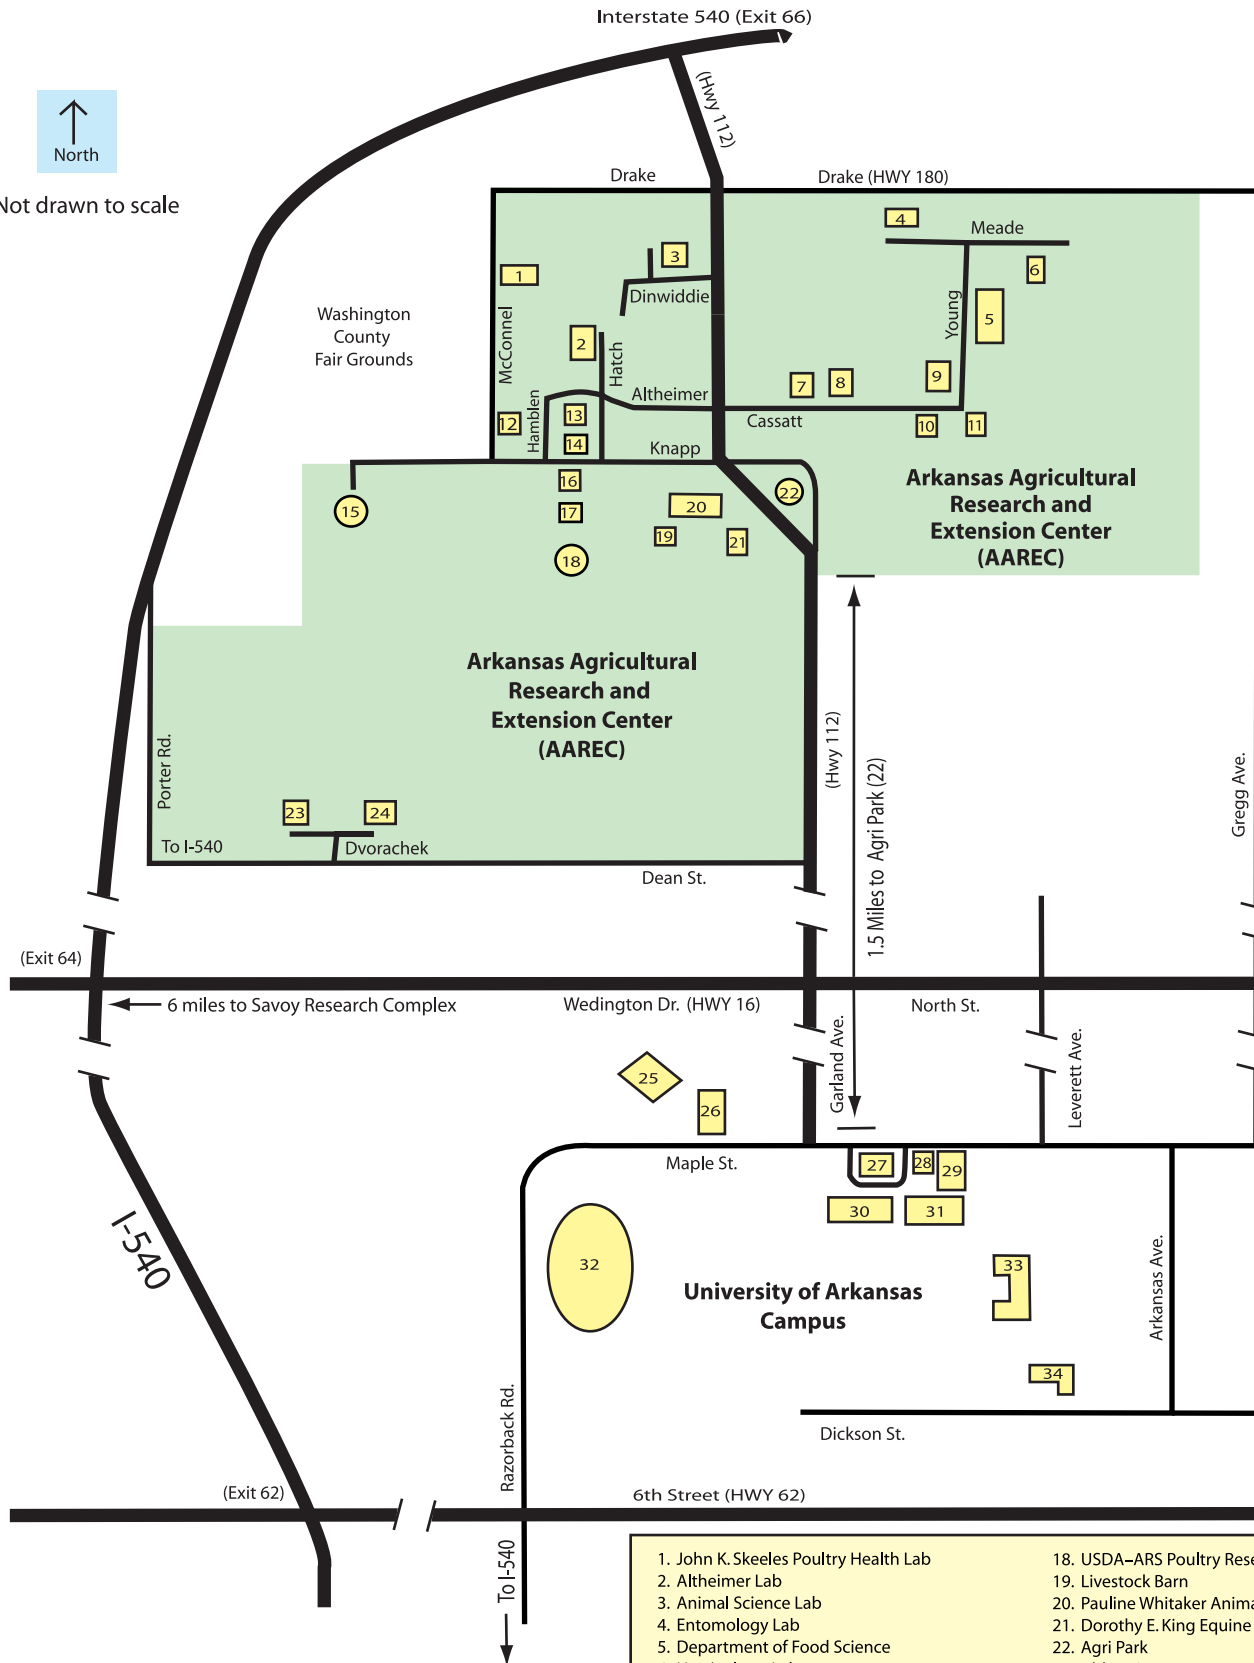 Interstate 540 (Exit 66)
(Hwy 112)
North
Not drawn to scale
Drake
Drake (HWY 180)
4
Meade
3
6
1
Dinwiddie
Washington
County
Fair Grounds
McConnel
Young
5
2
Hatch
7
8
9
Altheimer
Hamblen
13
12
Cassatt
10
11
14
Knapp
16
15
17
20
22
19
21
18
Arkansas Agricultural
Research and
Extension Center
(AAREC)
Arkansas Agricultural
Research and
Extension Center
(AAREC)
(Hwy 112)
1.5 Miles to Agri Park (22)
Porter Rd.
Gregg Ave.
23
24
To I-540
Dvorachek
Dean St.
(Exit 64)
6 miles to Savoy Research Complex
Wedington Dr. (HWY 16)
North St.
Garland Ave.
Leverett Ave.
25
26
Maple St.
27
28
29
30
31
I-540
32
33
University of Arkansas
Campus
Arkansas Ave.
34
Razorback Rd.
Dickson St.
(Exit 62)
6th Street (HWY 62)
To I-540
1. John K. Skeeles Poultry Health Lab
2. Altheimer Lab
3. Animal Science Lab
4. Entomology Lab
5. Department of Food Science
18. USDA–ARS Poultry Rese
19. Livestock Barn
20. Pauline Whitaker Anima
21. Dorothy E. King Equine
22. Agri Park